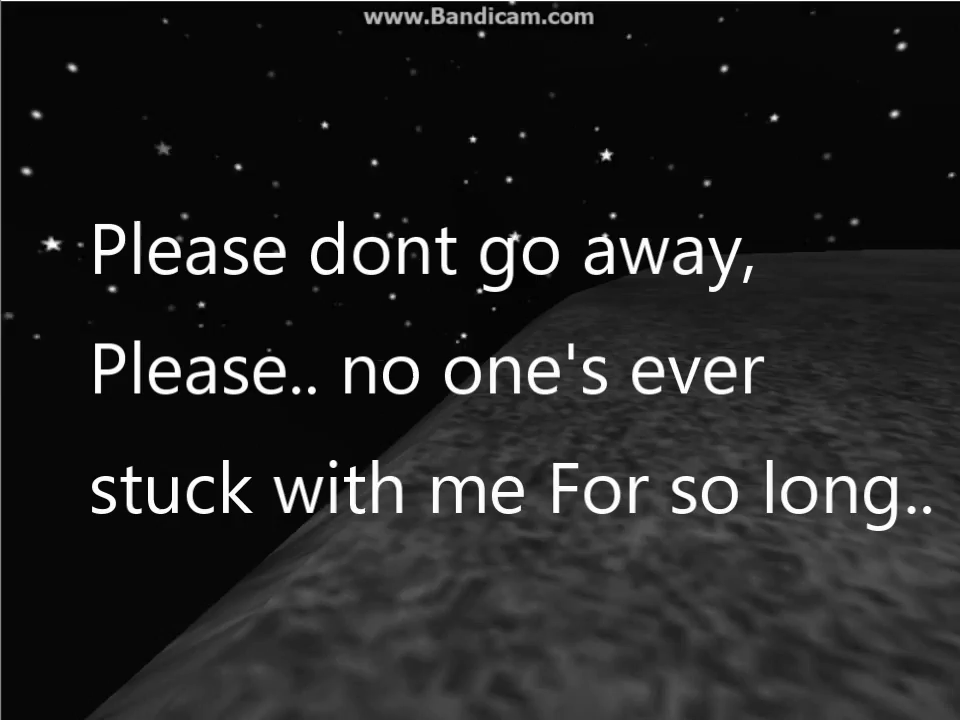 www.Bandicam.com
Please dont go away,
Please.. no one's ever
stuck with me For so long..